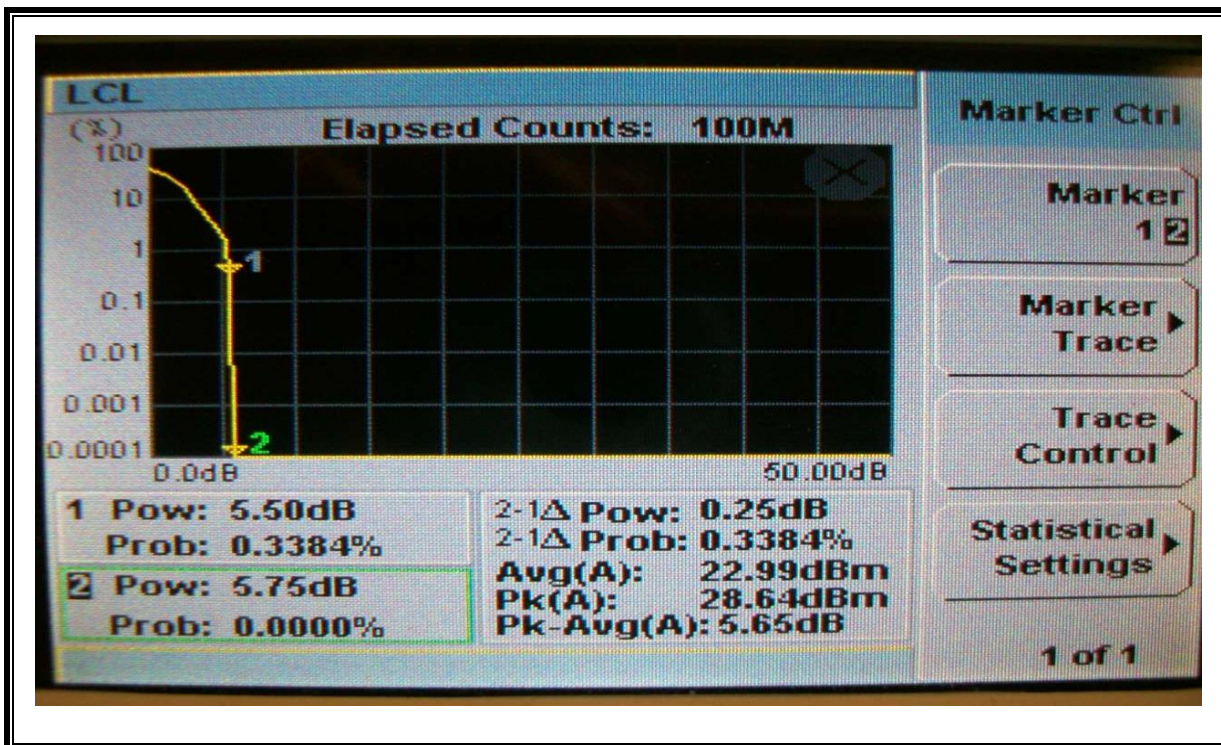 LCL
(%) Elapsed Counts: 100M
100
10
1
0.1
0.01
0.001
0.0001
1
2
0.0dB 50.00dB
1 Pow: 5.50dB
Prob: 0.3384%
2 Pow: 5.75dB
Prob: 0.0000%
2-1Δ Pow: 0.25dB
2-1Δ Prob: 0.3384%
Avg(A): 22.99dBm
Pk(A): 28.64dBm
Pk-Avg(A): 5.65dB
Marker Ctrl
Marker
1 2
Marker
Trace
Trace
Control
Statistical
Settings
1 of 1